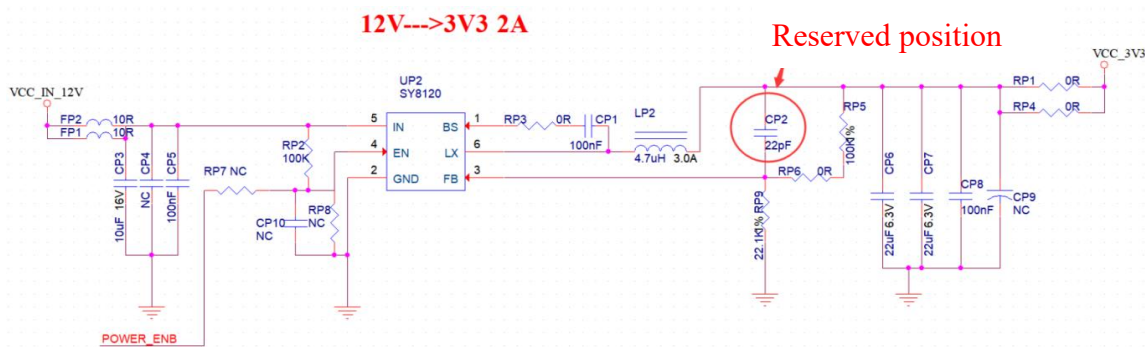 12V--->3V3 2A
Reserved position
VCC_IN_12V
FP2 10R
FP1 10R
CP3
10uF 16V
CP4
NC
CP5
100nF
RP2
100K
RP7 NC
CP10
NC
RP8
NC
POWER_ENB
UP2
SY8120
5 IN BS 1
4 EN LX 6
2 GND FB 3
RP3 0R
CP1
100nF
LP2
4.7uH 3.0A
CP2
22pF
RP5
100K 1%
RP6 0R
RP9
22.1K 1%
CP6
22uF 6.3V
CP7
22uF 6.3V
CP8
100nF
CP9
NC
RP1 0R
RP4 0R
VCC_3V3